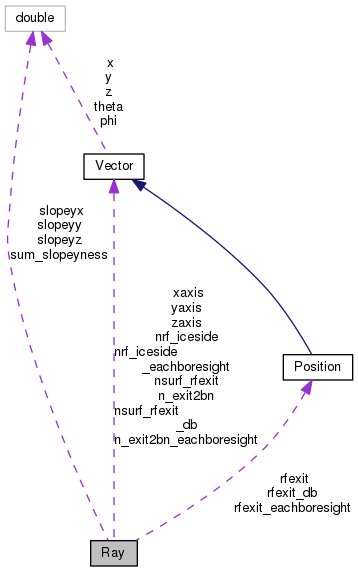 double
x
y
z
theta
phi
Vector
slopeyx
slopeyy
slopeyz
sum_slopeyness
xaxis
yaxis
zaxis
nrf_iceside
nrf_iceside
_eachboresight
nsurf_rfexit
n_exit2bn
nsurf_rfexit
_db
n_exit2bn_eachboresight
Position
rfexit
rfexit_db
rfexit_eachboresight
Ray